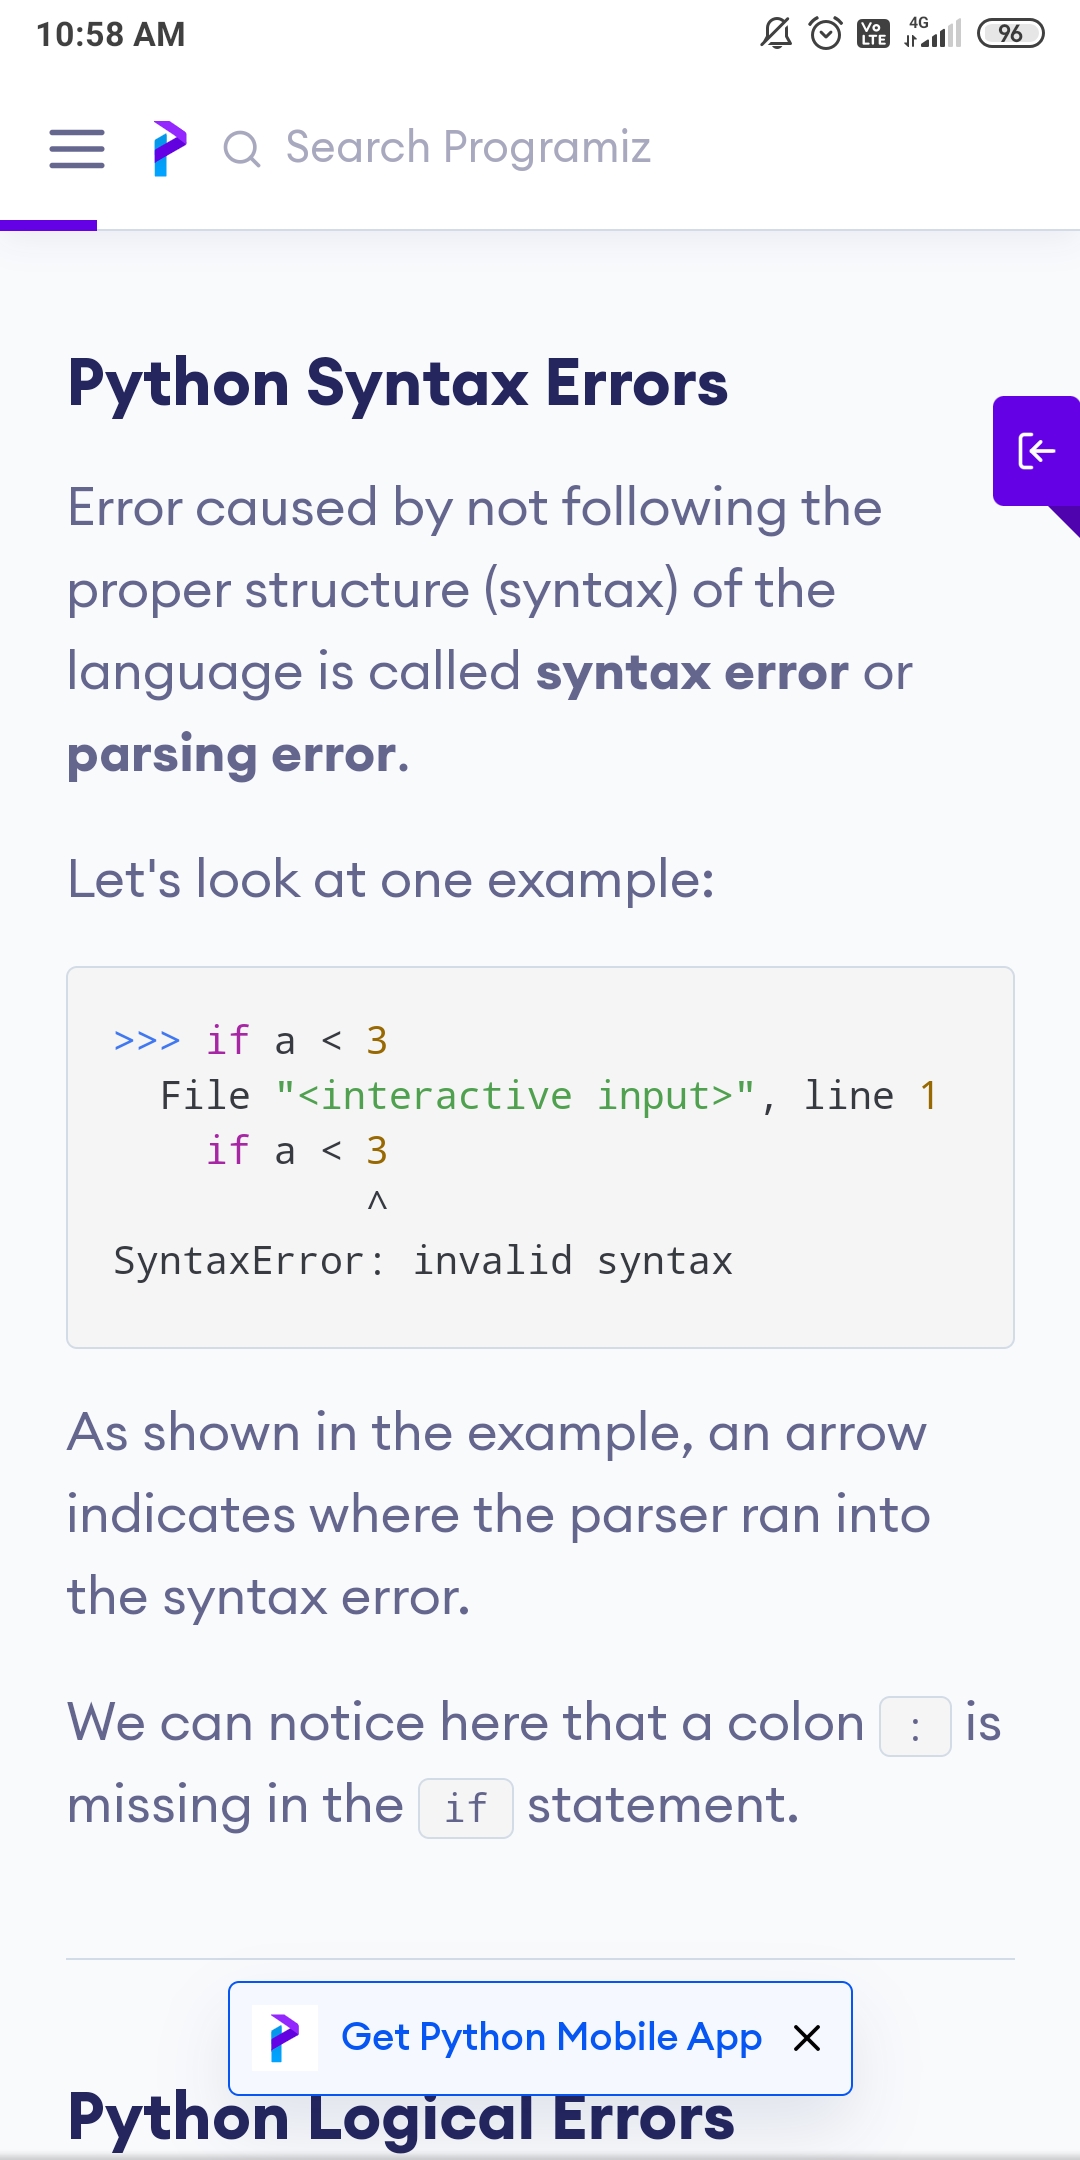 10:58 AM
Vo LTE 4G 96
Search Programiz
Python Syntax Errors
Error caused by not following the
proper structure (syntax) of the
language is called syntax error or
parsing error.
Let's look at one example:
>>> if a < 3
  File "<interactive input>", line 1
    if a < 3
           ^
SyntaxError: invalid syntax
As shown in the example, an arrow
indicates where the parser ran into
the syntax error.
We can notice here that a colon : is
missing in the if statement.
Get Python Mobile App
Python Logical Errors